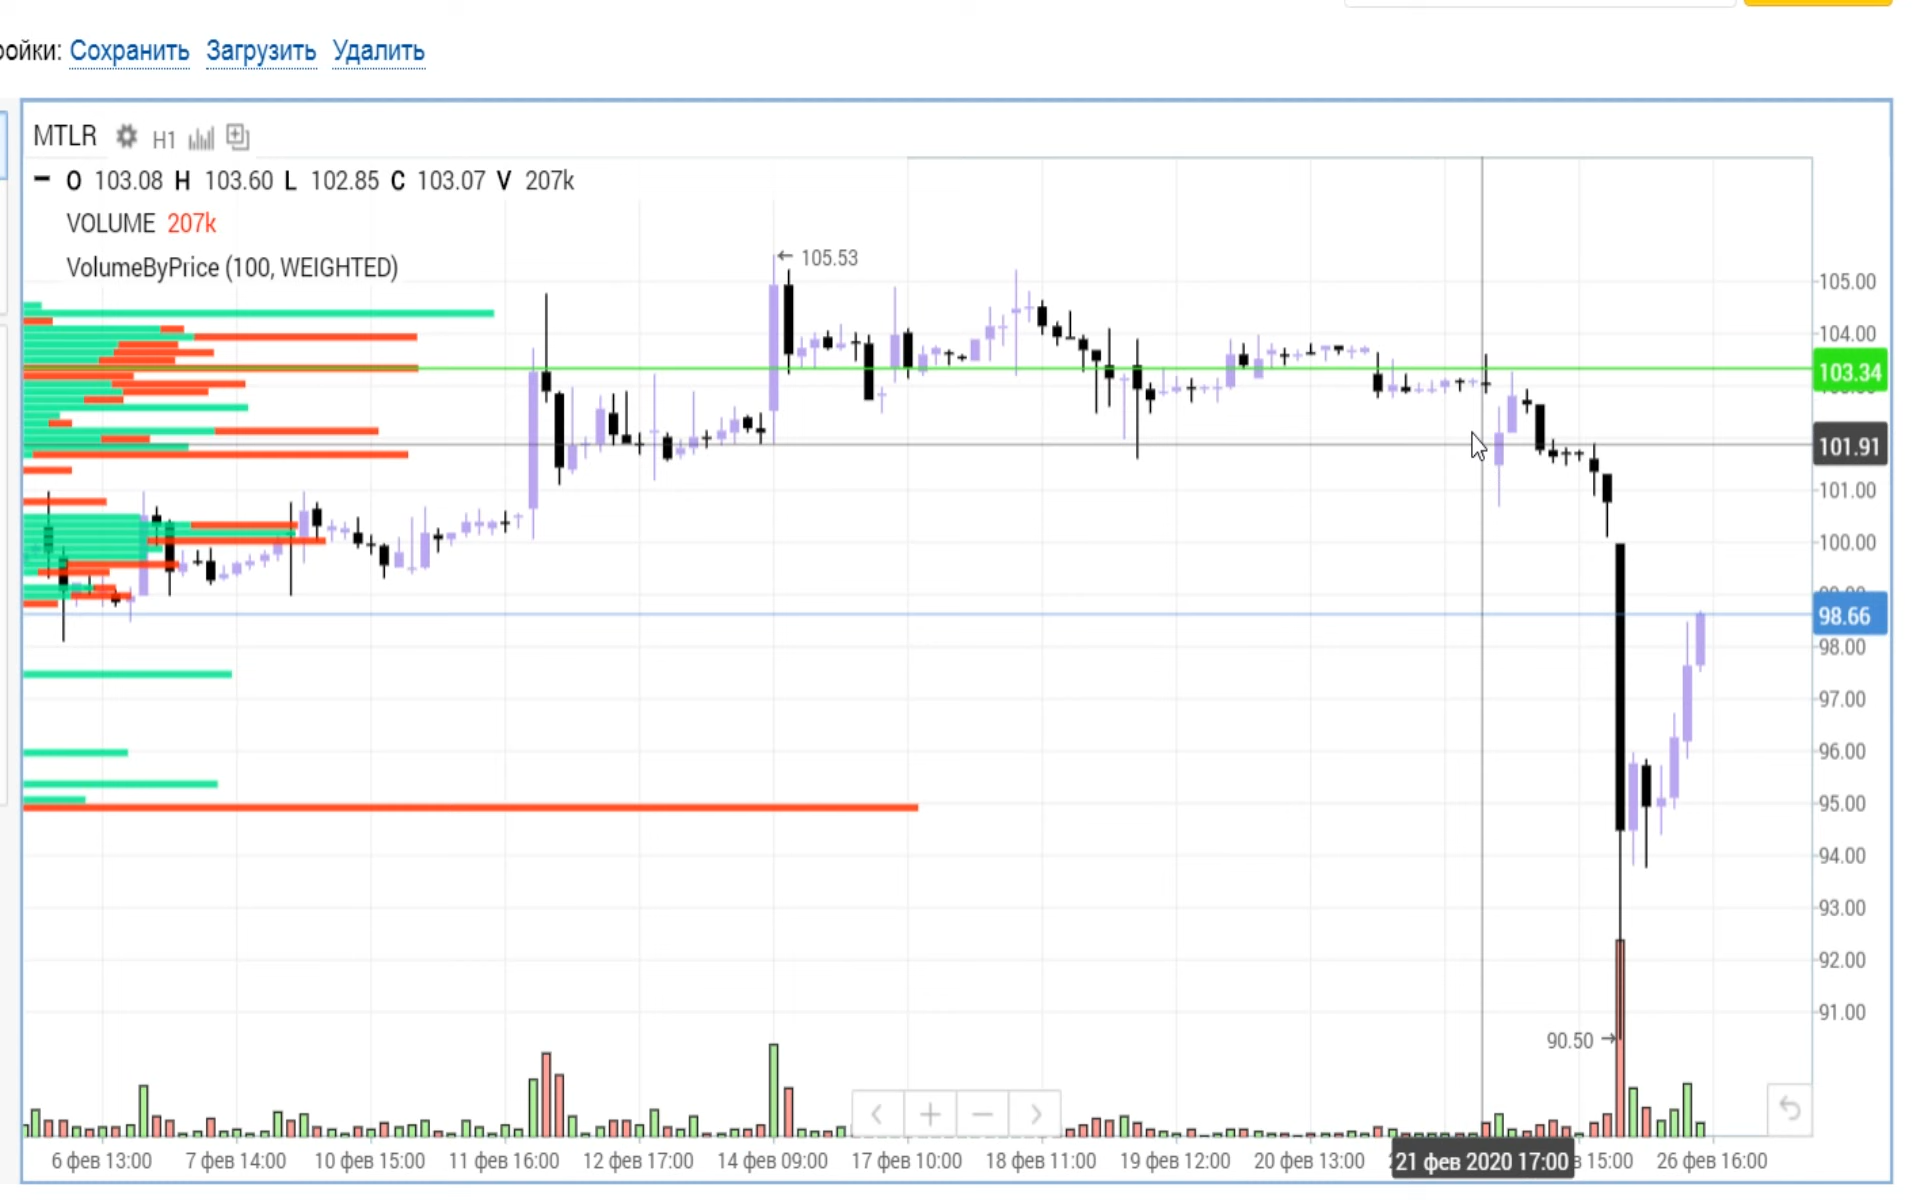 ройки: Сохранить Загрузить Удалить
MTLR H1
O 103.08 H 103.60 L 102.85 C 103.07 V 207k
VOLUME 207k
VolumeByPrice (100, WEIGHTED)
105.53
105.00
104.00
103.34
101.91
101.00
100.00
98.66
98.00
97.00
96.00
95.00
94.00
93.00
92.00
91.00
90.50
6 фев 13:00 7 фев 14:00 10 фев 15:00 11 фев 16:00 12 фев 17:00 14 фев 09:00 17 фев 10:00 18 фев 11:00 19 фев 12:00 20 фев 13:00 21 фев 2020 17:00 в 15:00 26 фев 16:00